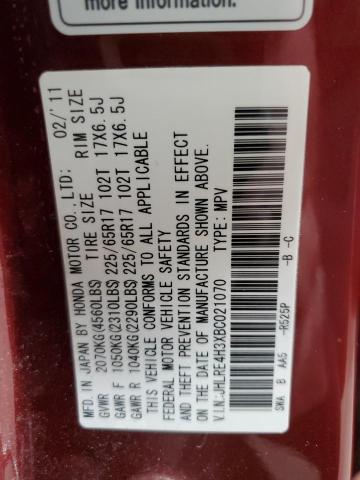 more information.
MFD. IN JAPAN BY HONDA MOTOR CO.,LTD: 02/'11
TIRE SIZE RIM SIZE
GVWR 2070KG(4560LBS)
GAWR F 1050KG(2310LBS) 225/65R17 102T 17X6.5J
GAWR R 1040KG(2290LBS) 225/65R17 102T 17X6.5J
THIS VEHICLE CONFORMS TO ALL APPLICABLE
FEDERAL MOTOR VEHICLE SAFETY
AND THEFT PREVENTION STANDARDS IN EFFECT
ON THE DATE OF MANUFACTURE SHOWN ABOVE.
V.I.N.:JHLRE4H3XBC021070 TYPE: MPV
SWA B AA5 -R525P -B -C